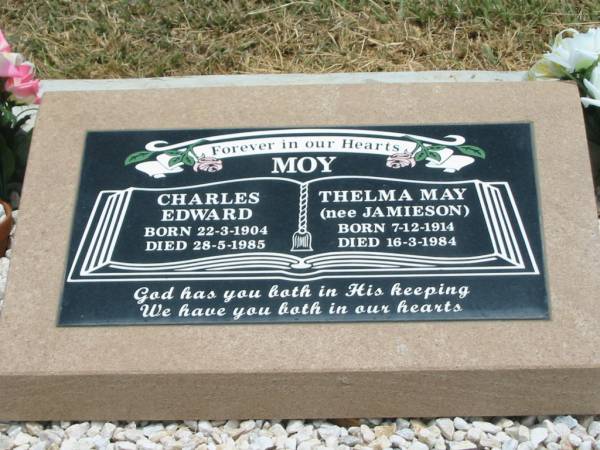 Forever in our Hearts
MOY
CHARLES
EDWARD
BORN 22-3-1904
DIED 28-5-1985
THELMA MAY
(nee JAMIESON)
BORN 7-12-1914
DIED 16-3-1984
God has you both in His keeping
We have you both in our hearts